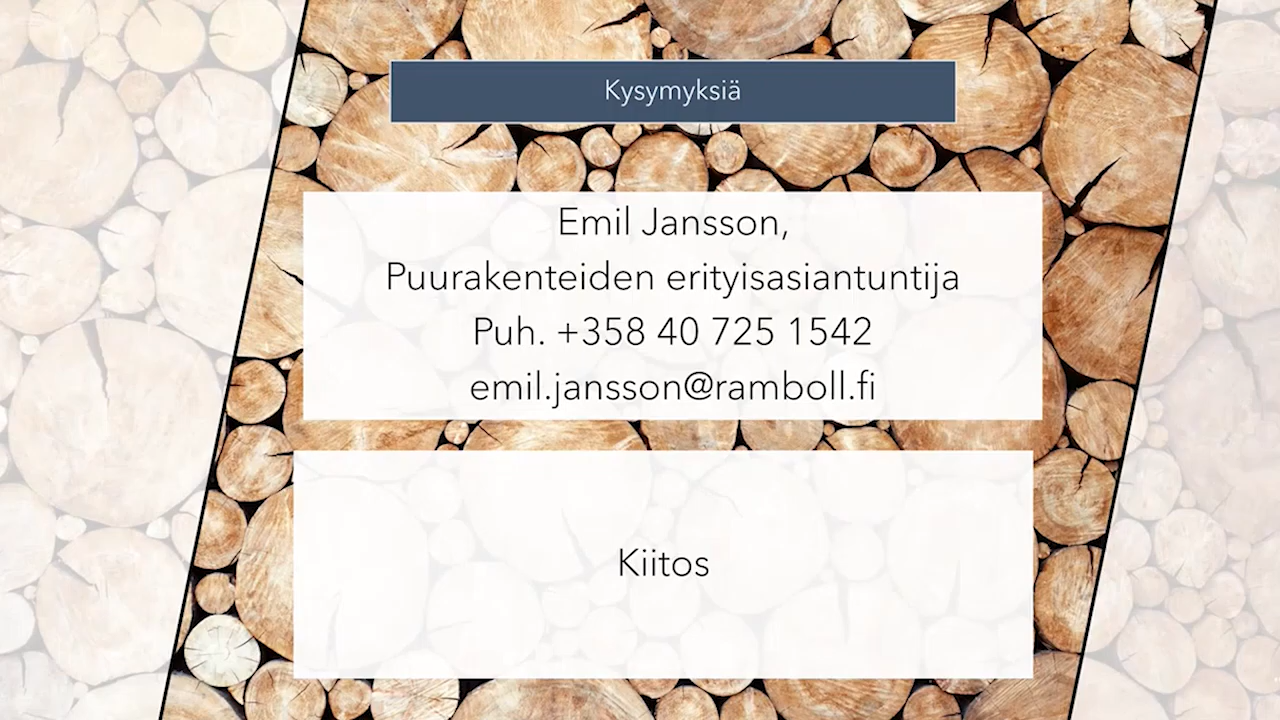 Kysymyksiä
Emil Jansson,
Puurakenteiden erityisasiantuntija
Puh. +358 40 725 1542
emil.jansson@ramboll.fi
Kiitos